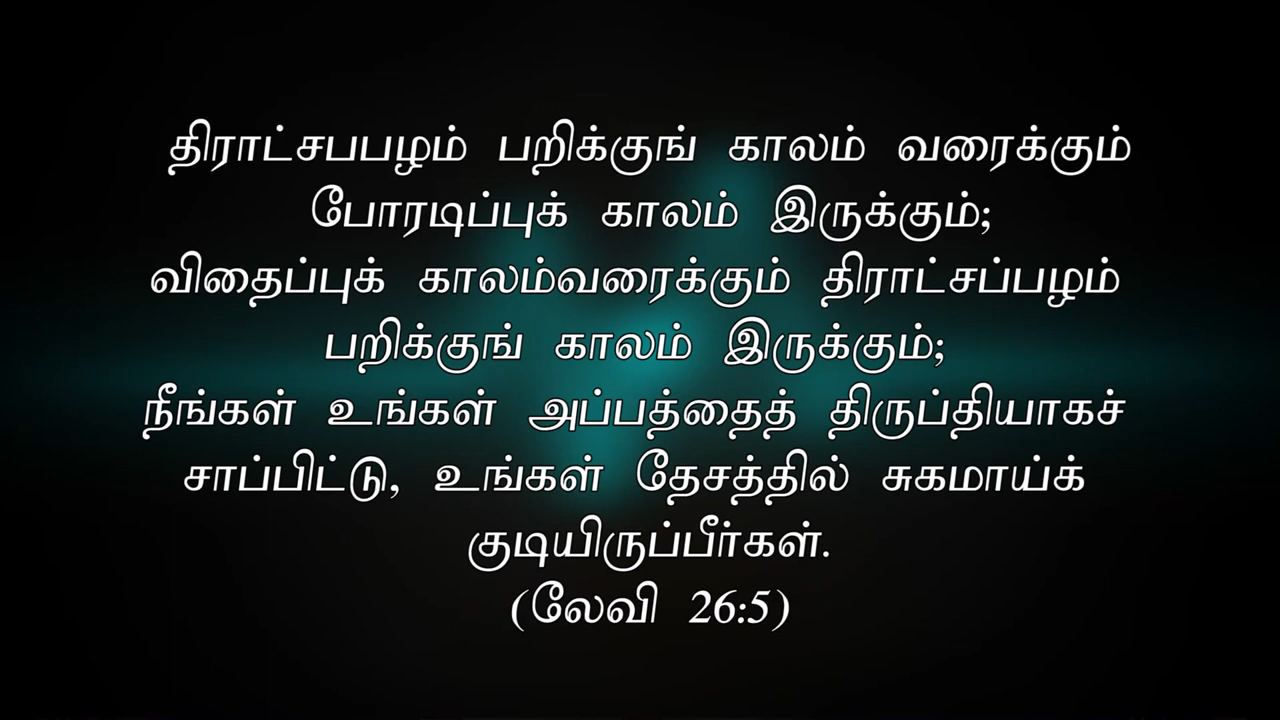 திராட்சபபழம் பறிக்குங் காலம் வரைக்கும்
போரடிப்புக் காலம் இருக்கும்;
விதைப்புக் காலம்வரைக்கும் திராட்சப்பழம்
பறிக்குங் காலம் இருக்கும்;
நீங்கள் உங்கள் அப்பத்தைத் திருப்தியாகச்
சாப்பிட்டு, உங்கள் தேசத்தில் சுகமாய்க்
குடியிருப்பீர்கள்.
(லேவி 26:5)